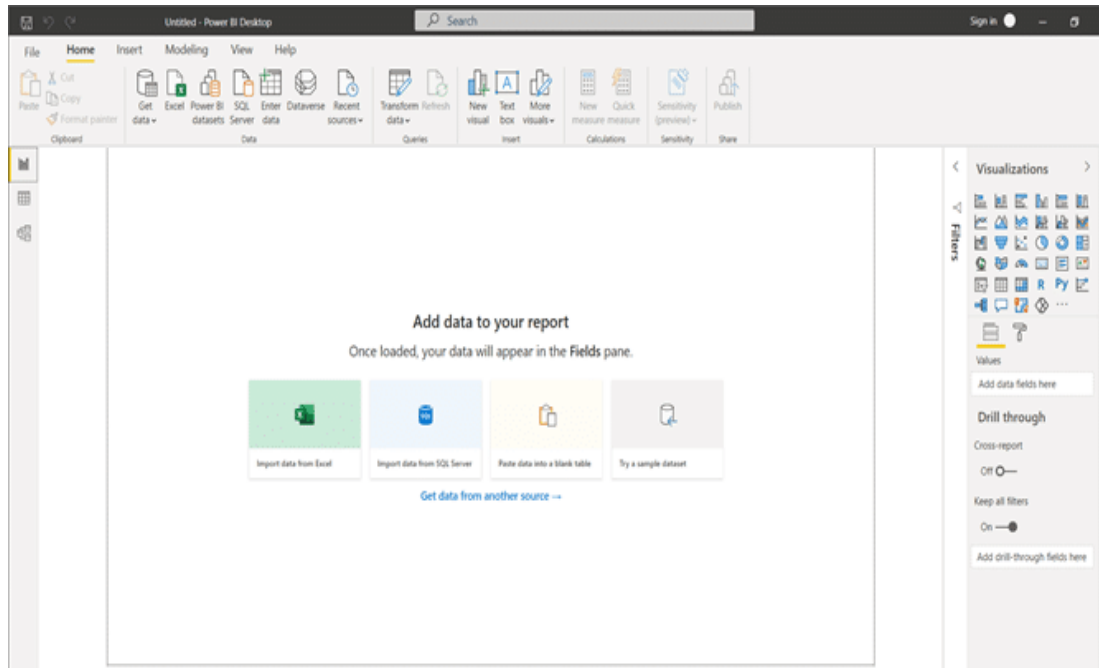 Untitled - Power BI Desktop
Search
Sign in
File Home Insert Modeling View Help
Paste
Cut
Copy
Format painter
Clipboard
Get data
Excel
Power BI datasets
SQL Server
Enter data
Dataverse
Recent sources
Data
Transform data
Refresh
Queries
New visual
Text box
More visuals
Insert
New measure
Quick measure
Calculations
Sensitivity (preview)
Sensitivity
Publish
Share
Add data to your report
Once loaded, your data will appear in the Fields pane.
Import data from Excel
Import data from SQL Server
Paste data into a blank table
Try a sample dataset
Get data from another source →
Filters
Visualizations
R
Py
Values
Add data fields here
Drill through
Cross-report
Off
Keep all filters
On
Add drill-through fields here